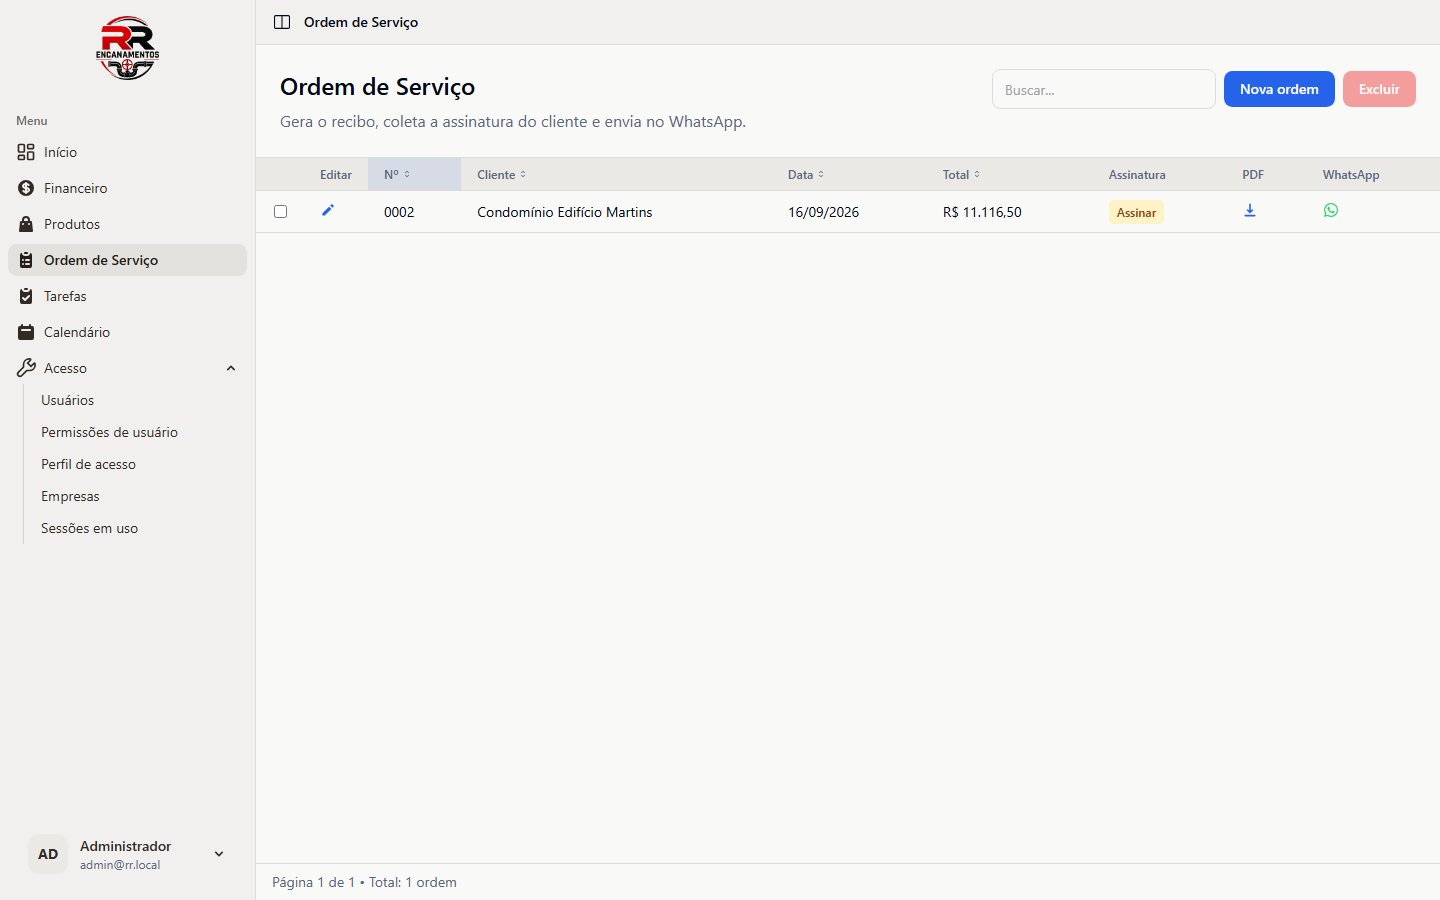 RR
ENCANAMENTOS
Menu
Início
Financeiro
Produtos
Ordem de Serviço
Tarefas
Calendário
Acesso
Usuários
Permissões de usuário
Perfil de acesso
Empresas
Sessões em uso
AD
Administrador
admin@rr.local
Ordem de Serviço
Ordem de Serviço
Gera o recibo, coleta a assinatura do cliente e envia no WhatsApp.
Buscar...
Nova ordem
Excluir
Editar Nº Cliente Data Total Assinatura PDF WhatsApp
0002 Condomínio Edifício Martins 16/09/2026 R$ 11.116,50 Assinar
Página 1 de 1 • Total: 1 ordem